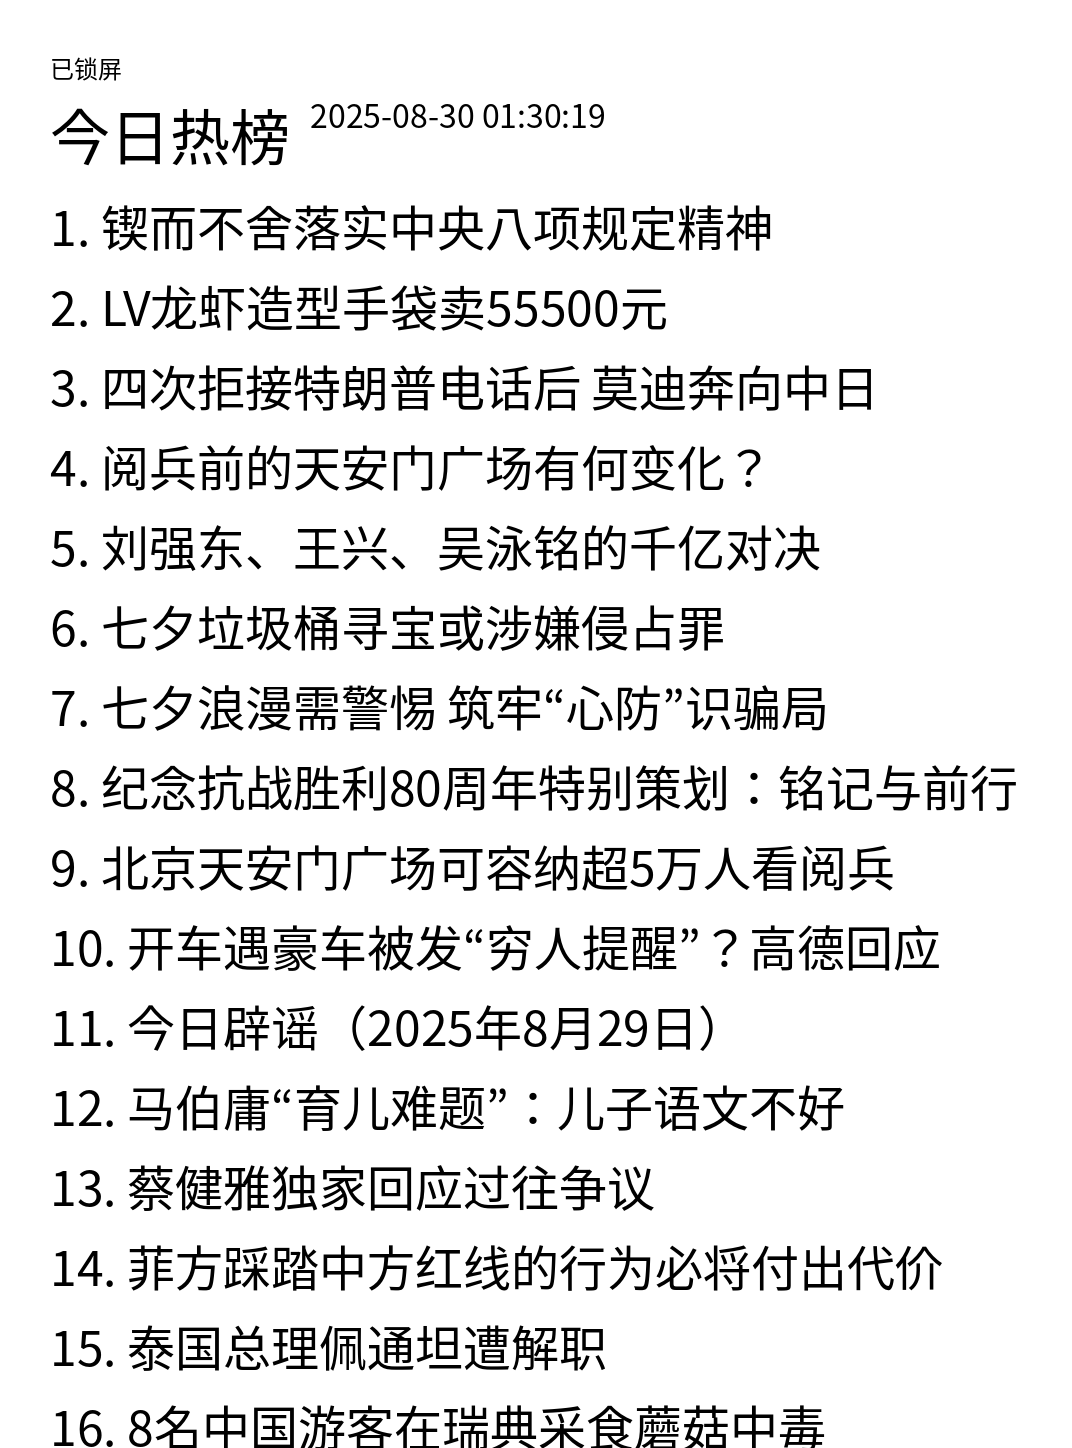 已锁屏
今日热榜 2025-08-30 01:30:19
1. 锲而不舍落实中央八项规定精神
2. LV龙虾造型手袋卖55500元
3. 四次拒接特朗普电话后 莫迪奔向中日
4. 阅兵前的天安门广场有何变化？
5. 刘强东、王兴、吴泳铭的千亿对决
6. 七夕垃圾桶寻宝或涉嫌侵占罪
7. 七夕浪漫需警惕 筑牢“心防”识骗局
8. 纪念抗战胜利80周年特别策划：铭记与前行
9. 北京天安门广场可容纳超5万人看阅兵
10. 开车遇豪车被发“穷人提醒”？高德回应
11. 今日辟谣（2025年8月29日）
12. 马伯庸“育儿难题”：儿子语文不好
13. 蔡健雅独家回应过往争议
14. 菲方踩踏中方红线的行为必将付出代价
15. 泰国总理佩通坦遭解职
16. 8名中国游客在瑞典采食蘑菇中毒